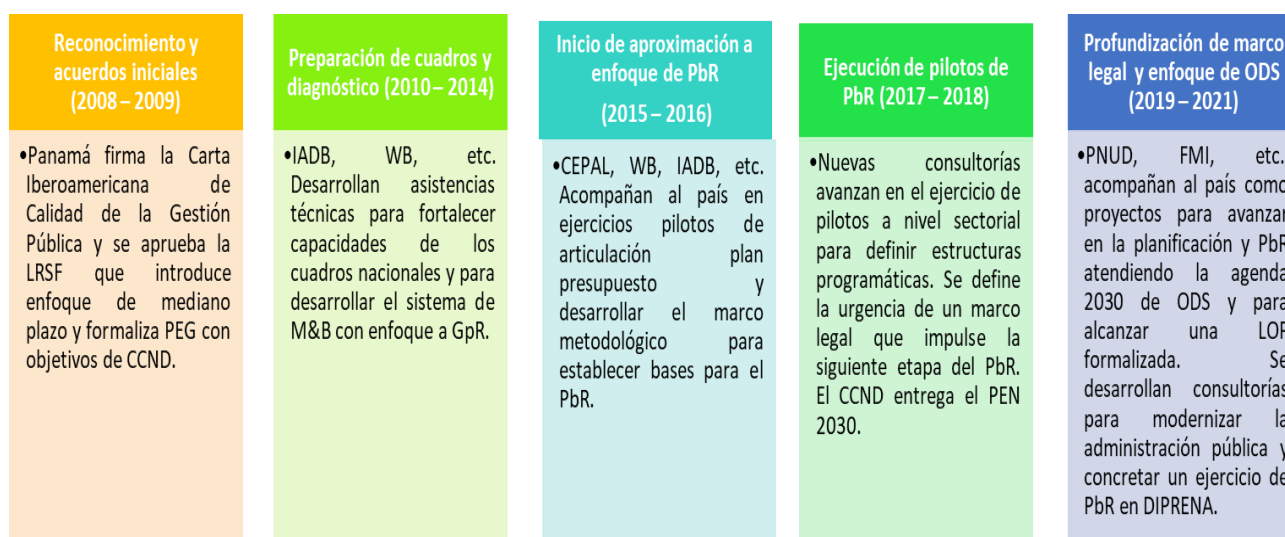 Reconocimiento y
acuerdos iniciales
(2008 – 2009)
•Panamá firma la Carta
Iberoamericana de
Calidad de la Gestión
Pública y se aprueba la
LRSF que introduce
enfoque de mediano
plazo y formaliza PEG con
objetivos de CCND.
Preparación de cuadros y
diagnóstico (2010 – 2014)
•IADB, WB, etc.
Desarrollan asistencias
técnicas para fortalecer
capacidades de los
cuadros nacionales y para
desarrollar el sistema de
M&B con enfoque a GpR.
Inicio de aproximación a
enfoque de PbR
(2015 – 2016)
•CEPAL, WB, IADB, etc.
Acompañan al país en
ejercicios pilotos de
articulación plan
presupuesto y
desarrollar el marco
metodológico para
establecer bases para el
PbR.
Ejecución de pilotos de
PbR (2017 – 2018)
•Nuevas consultorías
avanzan en el ejercicio de
pilotos a nivel sectorial
para definir estructuras
programáticas. Se define
la urgencia de un marco
legal que impulse la
siguiente etapa del PbR.
El CCND entrega el PEN
2030.
Profundización de marco
legal y enfoque de ODS
(2019 – 2021)
•PNUD, FMI, etc.
acompañan al país como
proyectos para avanzar
en la planificación y PbR
atendiendo la agenda
2030 de ODS y para
alcanzar una
formalizada. Se
desarrollan consultorías
para modernizar la
administración pública y
concretar un ejercicio de
PbR en DIPRENA.